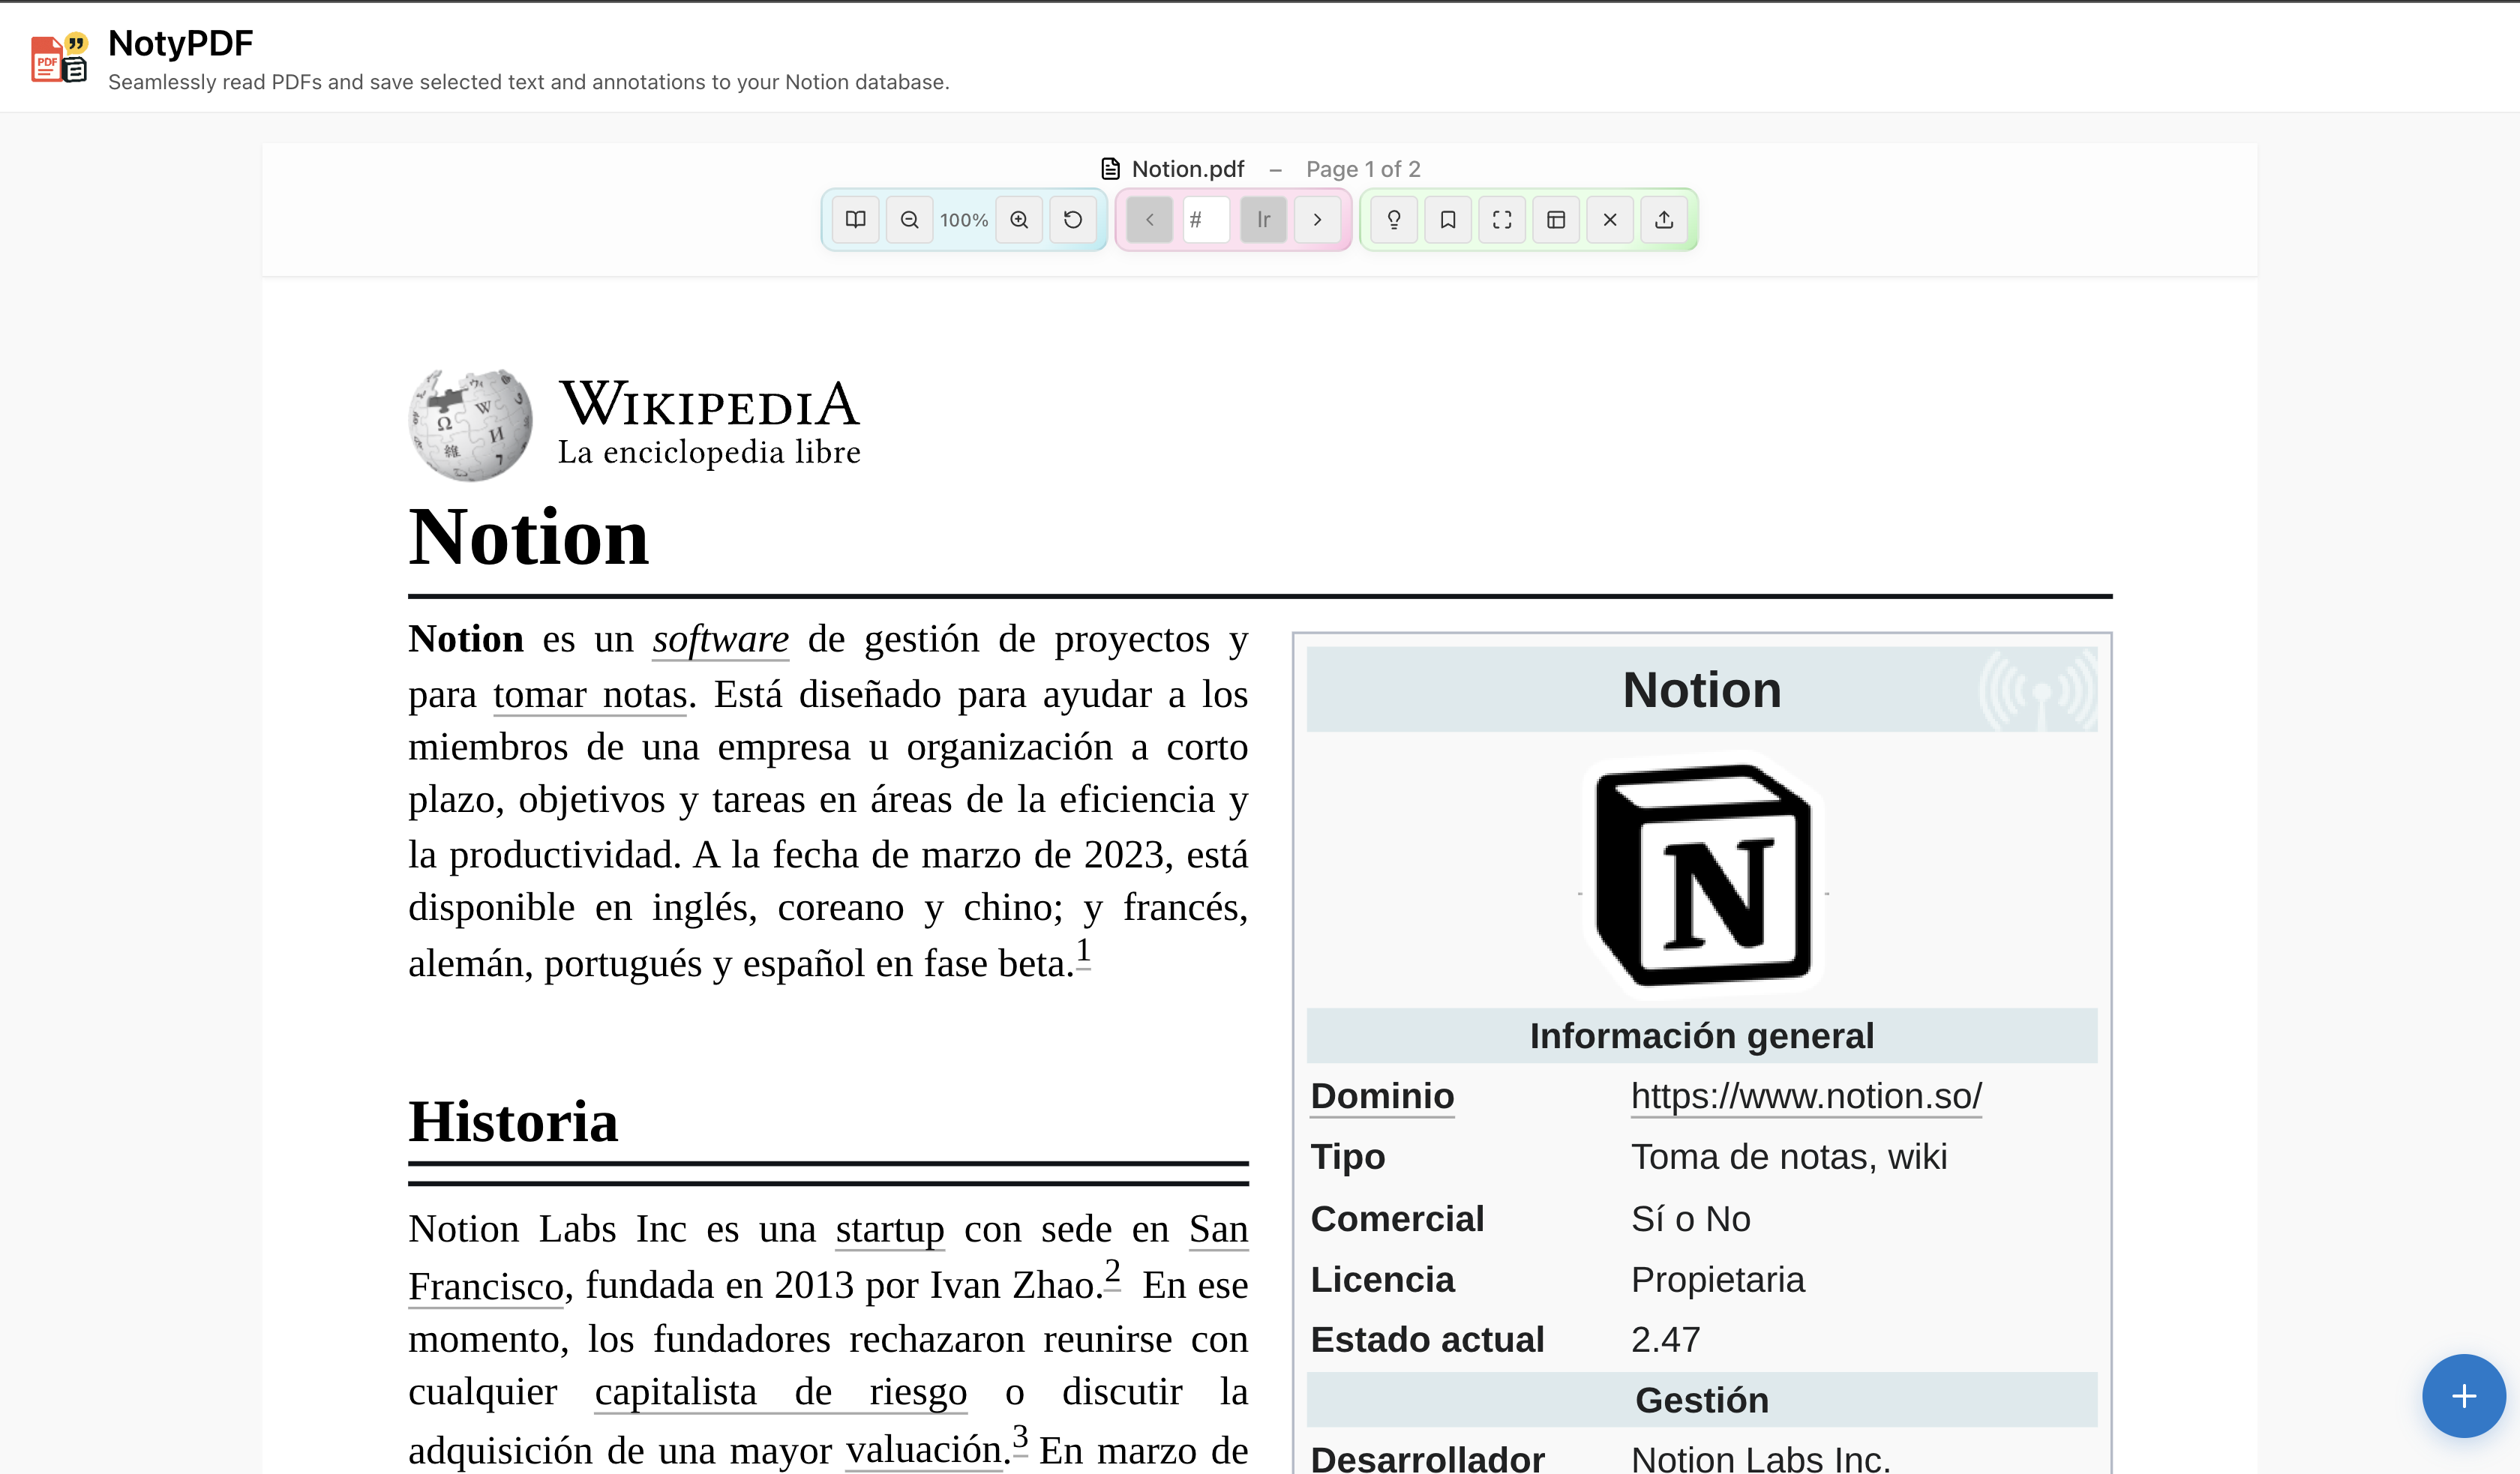 NotyPDF
Seamlessly read PDFs and save selected text and annotations to your Notion database.
Notion.pdf – Page 1 of 2
100%
#
Ir
WIKIPEDIA
La enciclopedia libre
Notion
Notion es un software de gestión de proyectos y
para tomar notas. Está diseñado para ayudar a los
miembros de una empresa u organización a corto
plazo, objetivos y tareas en áreas de la eficiencia y
la productividad. A la fecha de marzo de 2023, está
disponible en inglés, coreano y chino; y francés,
alemán, portugués y español en fase beta.1
Historia
Notion Labs Inc es una startup con sede en San
Francisco, fundada en 2013 por Ivan Zhao.2 En ese
momento, los fundadores rechazaron reunirse con
cualquier capitalista de riesgo o discutir la
adquisición de una mayor valuación.3 En marzo de
Notion
N
Información general
Dominio https://www.notion.so/
Tipo Toma de notas, wiki
Comercial Sí o No
Licencia Propietaria
Estado actual 2.47
Gestión
Desarrollador Notion Labs Inc.